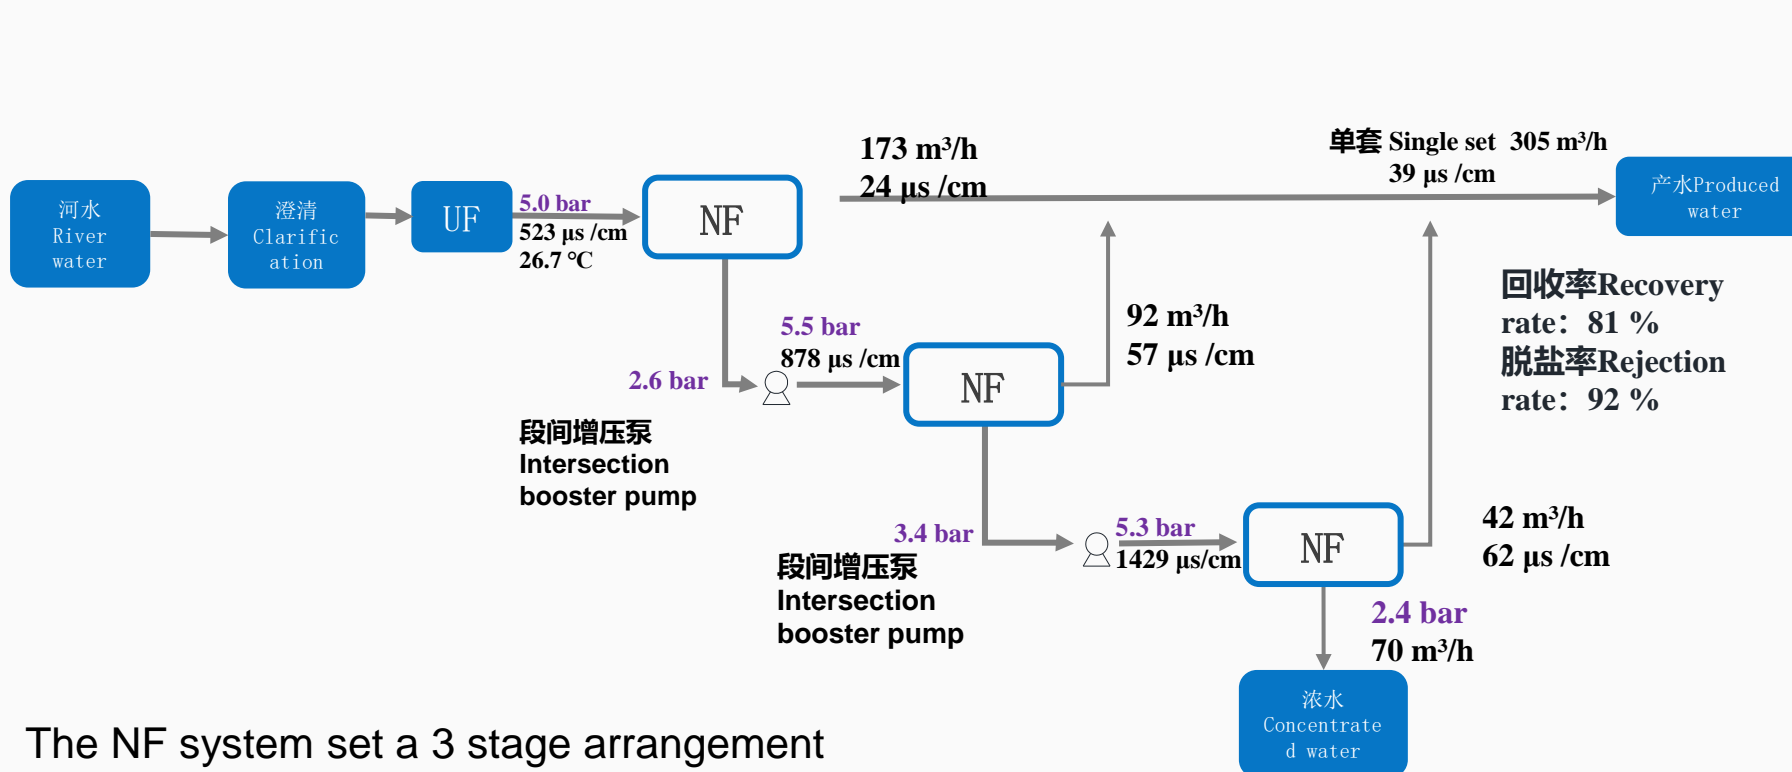 173 m³/h
24 μs /cm
单套 Single set 305 m³/h
39 μs /cm
河水
River
water
澄清
Clarific
ation
UF
5.0 bar
523 μs /cm
26.7 °C
NF
产水Produced
water
回收率Recovery
rate：81 %
脱盐率Rejection
rate：92 %
2.6 bar
5.5 bar
878 μs /cm
NF
92 m³/h
57 μs /cm
段间增压泵
Intersection
booster pump
3.4 bar
5.3 bar
1429 μs/cm
NF
42 m³/h
62 μs /cm
段间增压泵
Intersection
booster pump
2.4 bar
70 m³/h
浓水
Concentrate
d water
The NF system set a 3 stage arrangement